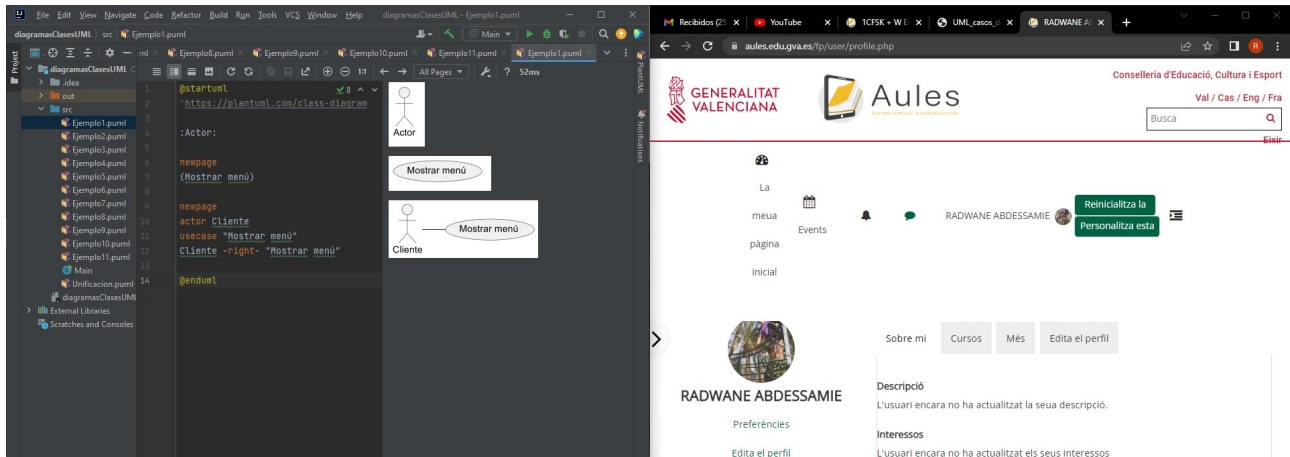 File Edit View Navigate Code Refactor Build Run Tools VCS Window Help diagramasClasesUML - Ejemplo1.puml
diagramasClasesUML src Ejemplo1.puml
Main
Project
diagramasClasesUML
.idea
out
src
Ejemplo1.puml
Ejemplo2.puml
Ejemplo3.puml
Ejemplo4.puml
Ejemplo5.puml
Ejemplo6.puml
Ejemplo7.puml
Ejemplo8.puml
Ejemplo9.puml
Ejemplo10.puml
Ejemplo11.puml
Main
Unificacion.puml
diagramasClasesUML
External Libraries
Scratches and Consoles
ml Ejemplo8.puml Ejemplo9.puml Ejemplo10.puml Ejemplo11.puml Ejemplo1.puml
1:1 All Pages ? 52ms
8
1 @startuml
2 'https://plantuml.com/class-diagram
3
4 :Actor:
5
6 newpage
7 (Mostrar menú)
8
9 newpage
10 actor Cliente
11 usecase "Mostrar menú"
12 Cliente -right- "Mostrar menú"
13
14 @enduml
Actor
Mostrar menú
Mostrar menú
Cliente
PlantUML
Notifications
Recibidos (25 YouTube 1CFSK + W UML_casos_d RADWANE A
aules.edu.gva.es/fp/user/profile.php
R
GENERALITAT
VALENCIANA
Aules
Conselleria d'Educació, Cultura i Esport
Val / Cas / Eng / Fra
Busca
Eixir
La
meua
pàgina
inicial
Events
RADWANE ABDESSAMIE
Reinicialitza la
Personalitza esta
RADWANE ABDESSAMIE
Preferències
Edita el perfil
Sobre mi Cursos Més Edita el perfil
Descripció
L'usuari encara no ha actualitzat la seua descripció.
Interessos
L'usuari encara no ha actualitzat els seus interessos